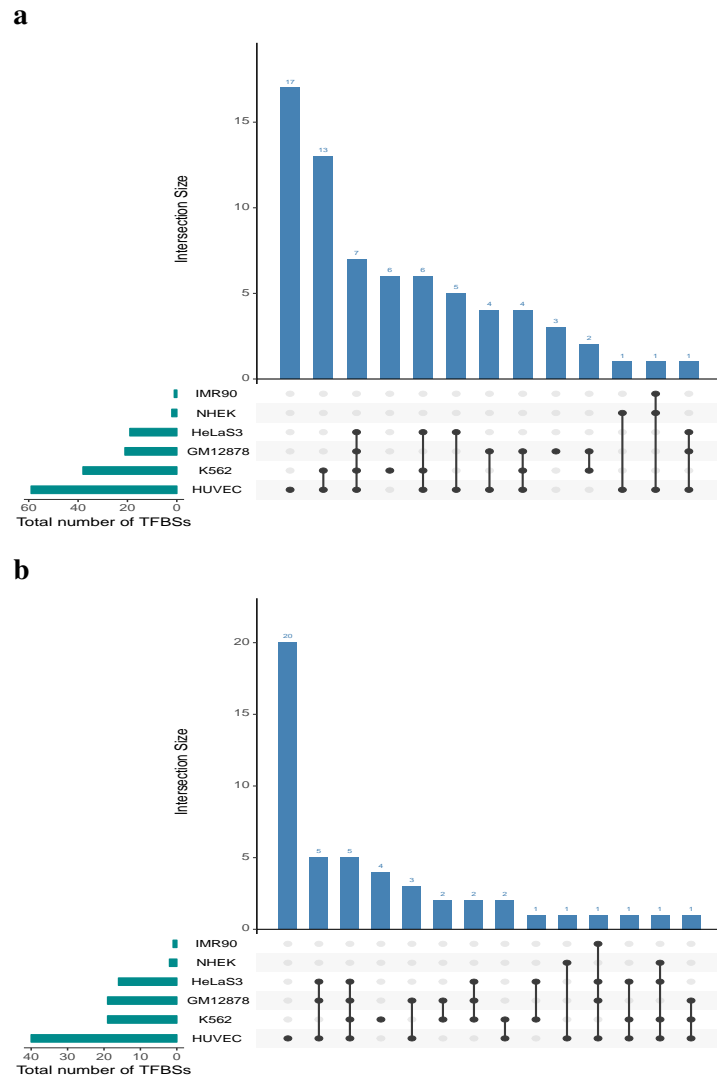 a
17
15
13
10
7
6
6
5
5
4
4
3
2
1
1
1
0
Intersection Size
IMR90
NHEK
HeLaS3
GM12878
K562
HUVEC
60 40 20 0
Total number of TFBSs
b
20
20
15
10
5
5
5
4
3
2
2
2
1
1
1
1
1
1
0
Intersection Size
IMR90
NHEK
HeLaS3
GM12878
K562
HUVEC
40 30 20 10 0
Total number of TFBSs